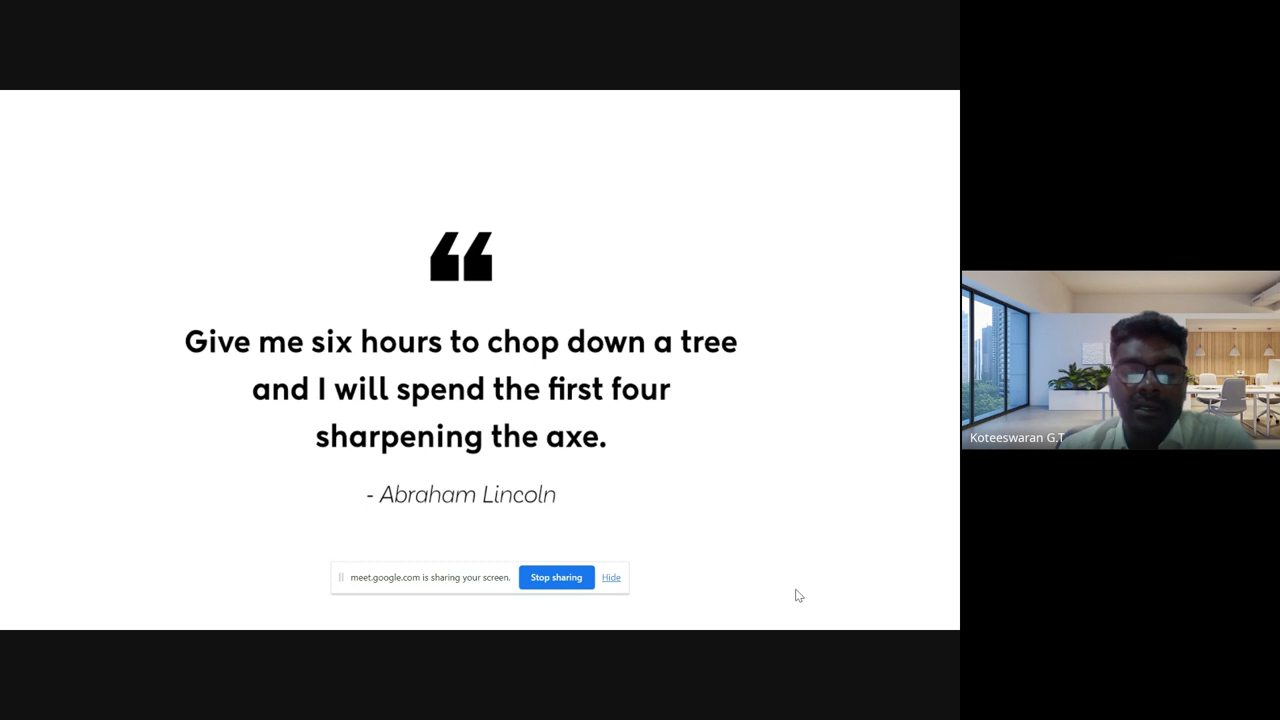 ❝
Give me six hours to chop down a tree
and I will spend the first four
sharpening the axe.
- Abraham Lincoln
meet.google.com is sharing your screen. Stop sharing Hide
Koteeswaran G.T